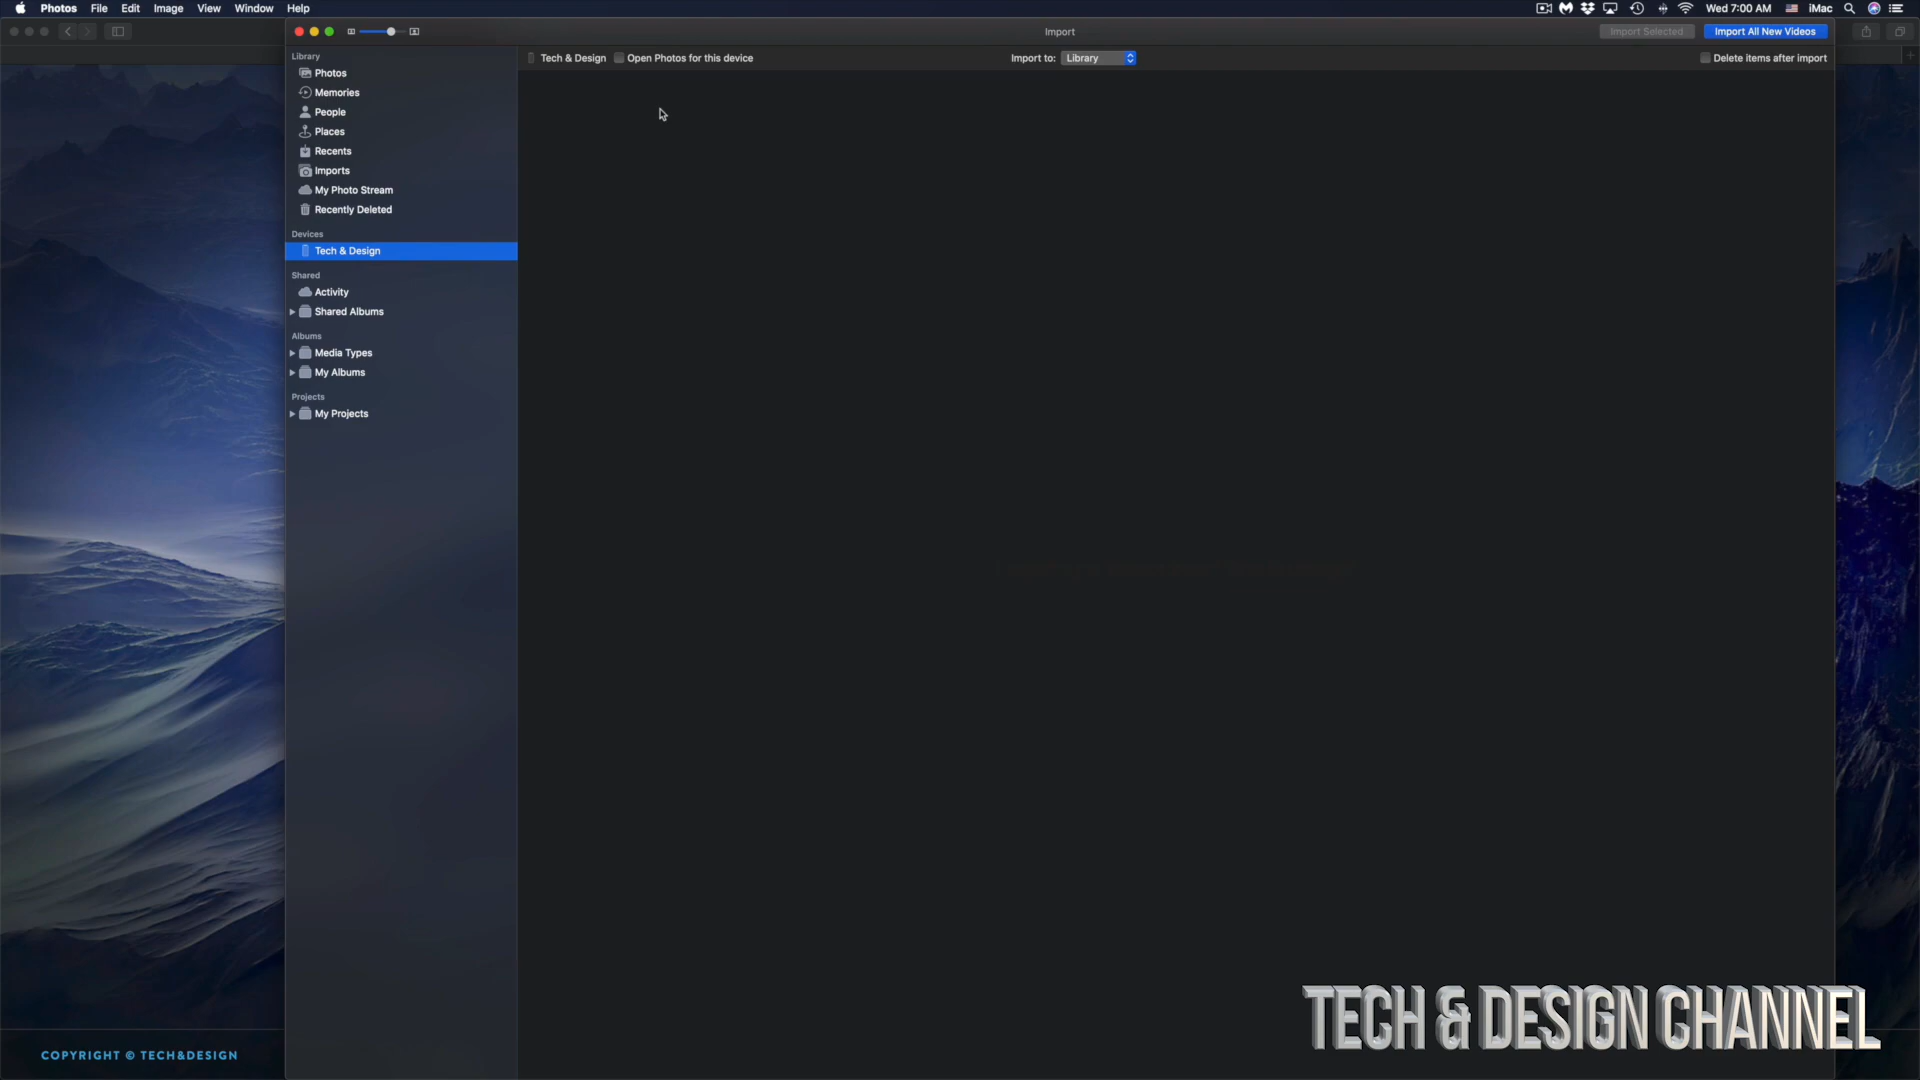 Photos File Edit Image View Window Help
Wed 7:00 AM iMac
Import
Import Selected
Import All New Videos
Tech & Design
Open Photos for this device
Import to: Library
Delete items after import
Library
Photos
Memories
People
Places
Recents
Imports
My Photo Stream
Recently Deleted
Devices
Tech & Design
Shared
Activity
Shared Albums
Albums
Media Types
My Albums
Projects
My Projects
TECH & DESIGN CHANNEL
COPYRIGHT © TECH&DESIGN